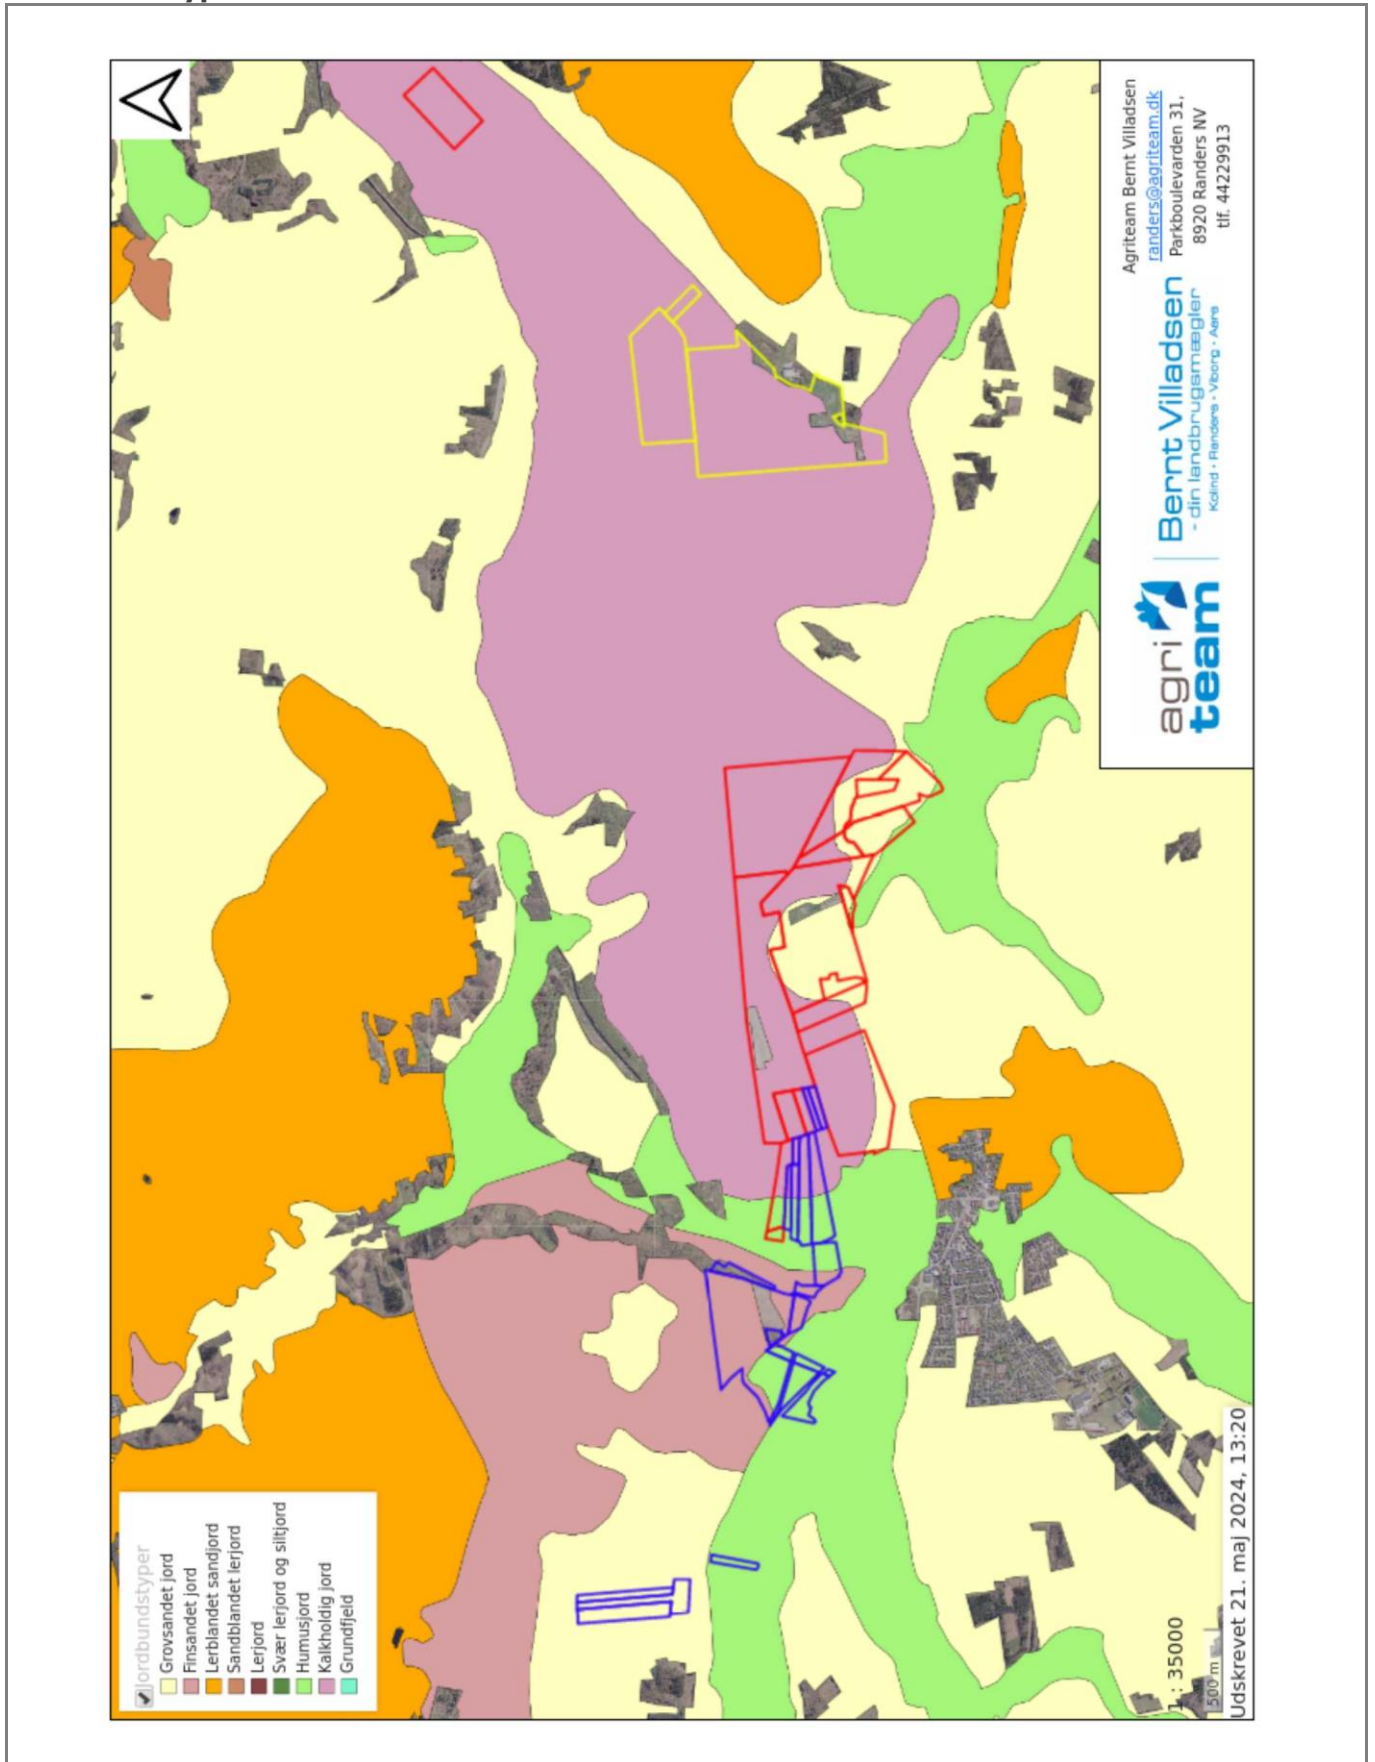 Jordbundstyper
Grovsandet jord
Finsandet jord
Lerblandet sandjord
Sandblandet lerjord
Lerjord
Svær lerjord og siltjord
Humusjord
Kalkholdig jord
Grundfjeld
1 : 35000
500 m
Udskrevet 21. maj 2024, 13:20
agri
team
Bernt Villadsen
- din landbrugsmægler
Kolind • Randers • Viborg • Aars
Agriteam Bernt Villadsen
randers@agriteam.dk
Parkboulevarden 31,
8920 Randers NV
tlf. 44229913